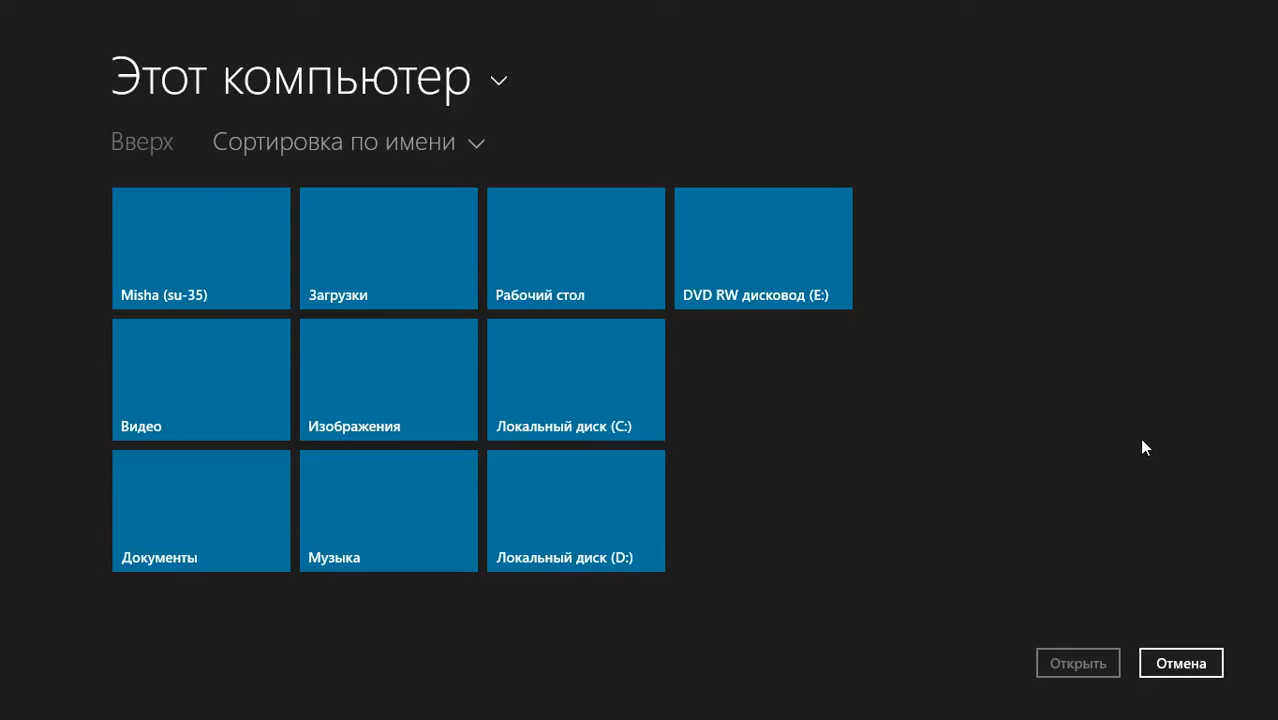 Этот компьютер
Вверх Сортировка по имени
Misha (su-35) Загрузки Рабочий стол DVD RW дисковод (E:)
Видео Изображения Локальный диск (C:)
Документы Музыка Локальный диск (D:)
Открыть Отмена